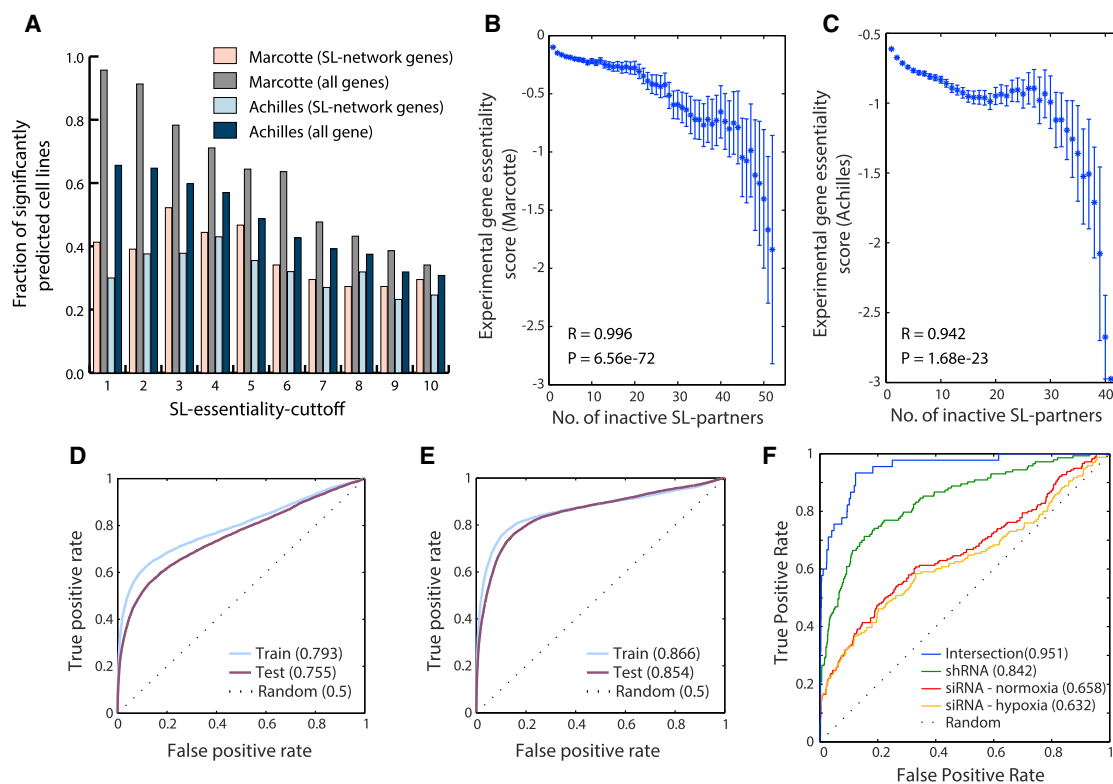 A
Marcotte (SL-network genes)
Marcotte (all genes)
Achilles (SL-network genes)
Achilles (all gene)
Fraction of significantly
predicted cell lines
1.0
0.8
0.6
0.4
0.2
0.0
1 2 3 4 5 6 7 8 9 10
SL-essentiality-cuttoff
B
Experimental gene essentiality
score (Marcotte)
0
-0.5
-1
-1.5
-2
-2.5
-3
R = 0.996
P = 6.56e-72
0 10 20 30 40 50
No. of inactive SL-partners
C
Experimental gene essentiality
score (Achilles)
-0.5
-1
-1.5
-2
-2.5
-3
R = 0.942
P = 1.68e-23
0 10 20 30 40
No. of inactive SL-partners
D
True positive rate
1
0.8
0.6
0.4
0.2
0
Train (0.793)
Test (0.755)
Random (0.5)
0 0.2 0.4 0.6 0.8 1
False positive rate
E
True positive rate
1
0.8
0.6
0.4
0.2
0
Train (0.866)
Test (0.854)
Random (0.5)
0 0.2 0.4 0.6 0.8 1
False positive rate
F
True Positive Rate
1
0.8
0.6
0.4
0.2
0
Intersection(0.951)
shRNA (0.842)
siRNA - normoxia (0.658)
siRNA - hypoxia (0.632)
Random
0 0.2 0.4 0.6 0.8 1
False Positive Rate